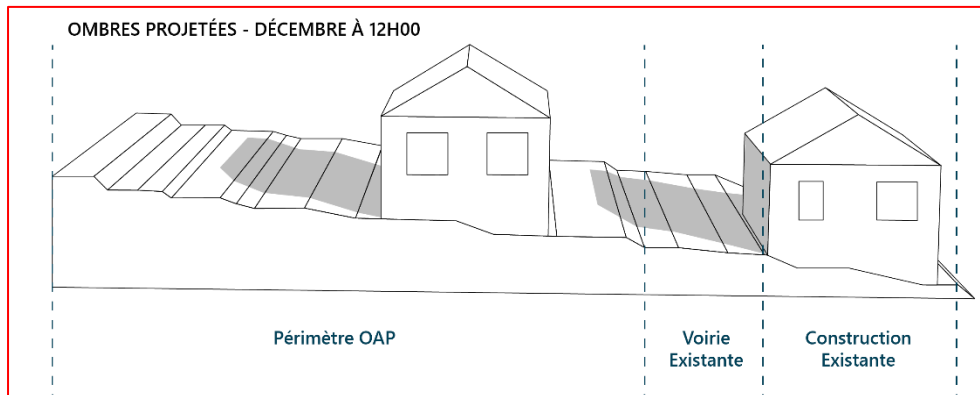 OMBRES PROJETÉES - DÉCEMBRE À 12H00
Périmètre OAP
Voirie
Existante
Construction
Existante